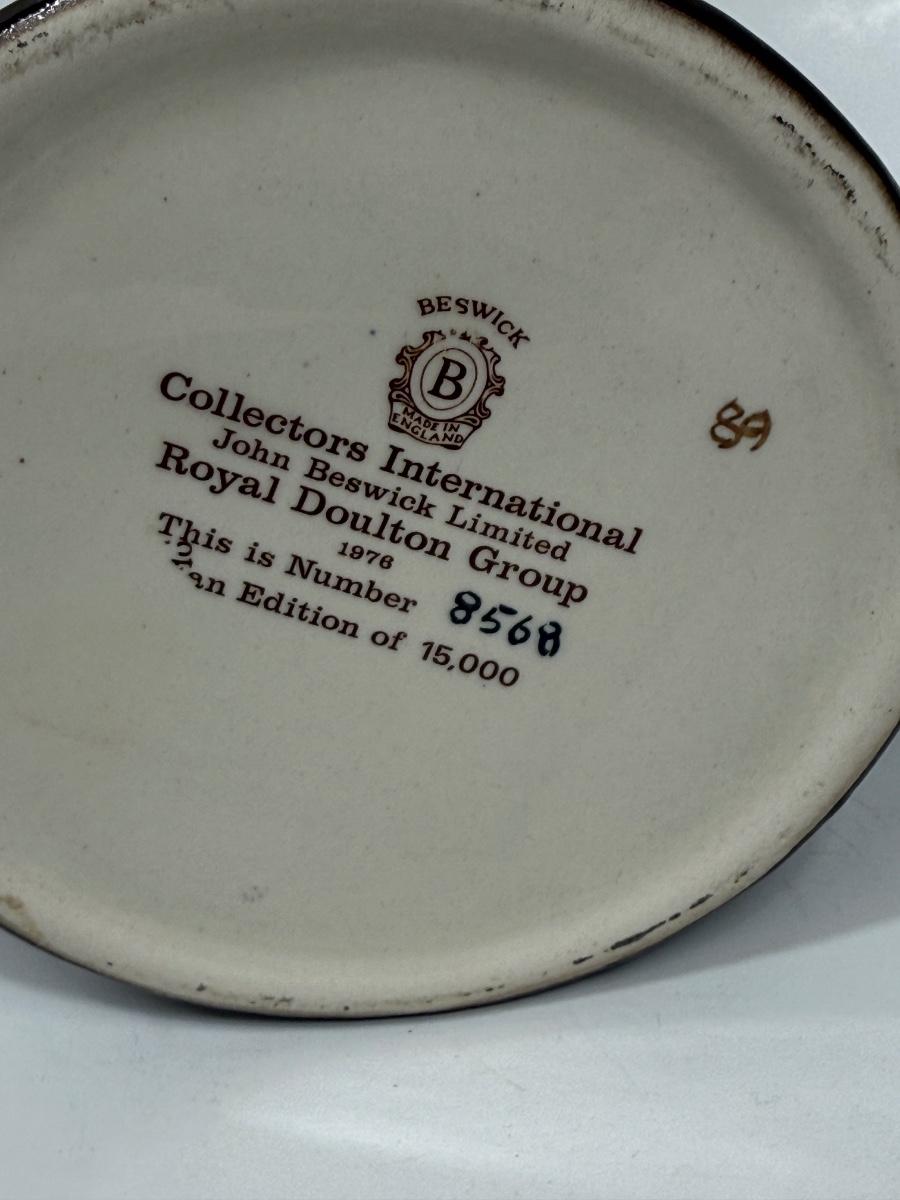 BESWICK
B
MADE IN
ENGLAND
Collectors International
John Beswick Limited
Royal Doulton Group
1976
This is Number 8568
an Edition of 15,000